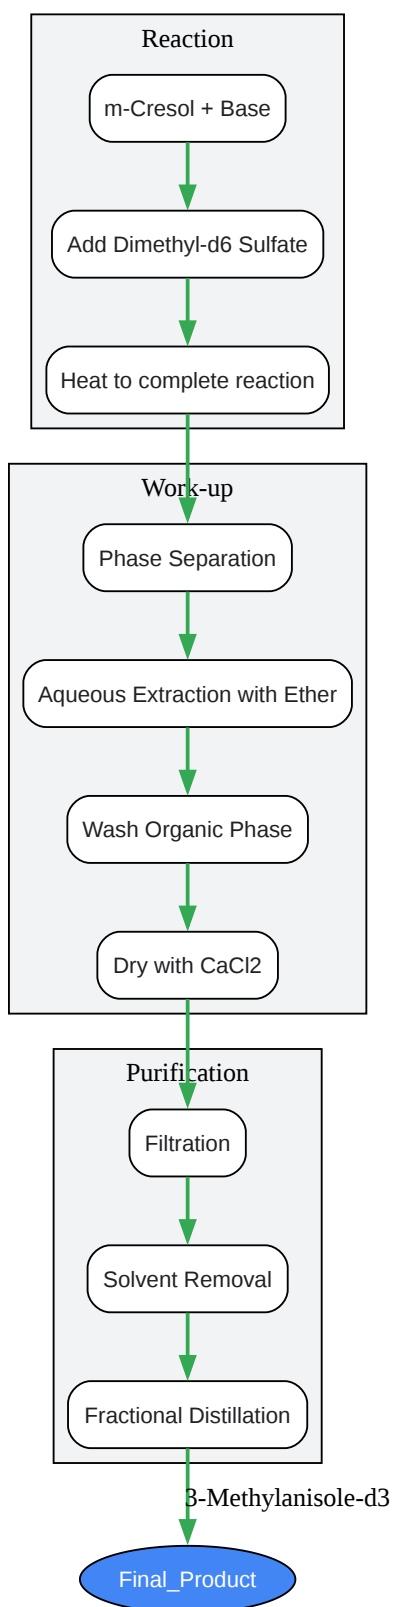 Reaction
m-Cresol + Base
Add Dimethyl-d6 Sulfate
Heat to complete reaction
Work-up
Phase Separation
Aqueous Extraction with Ether
Wash Organic Phase
Dry with CaCl2
Purification
Filtration
Solvent Removal
Fractional Distillation
3-Methylanisole-d3
Final_Product